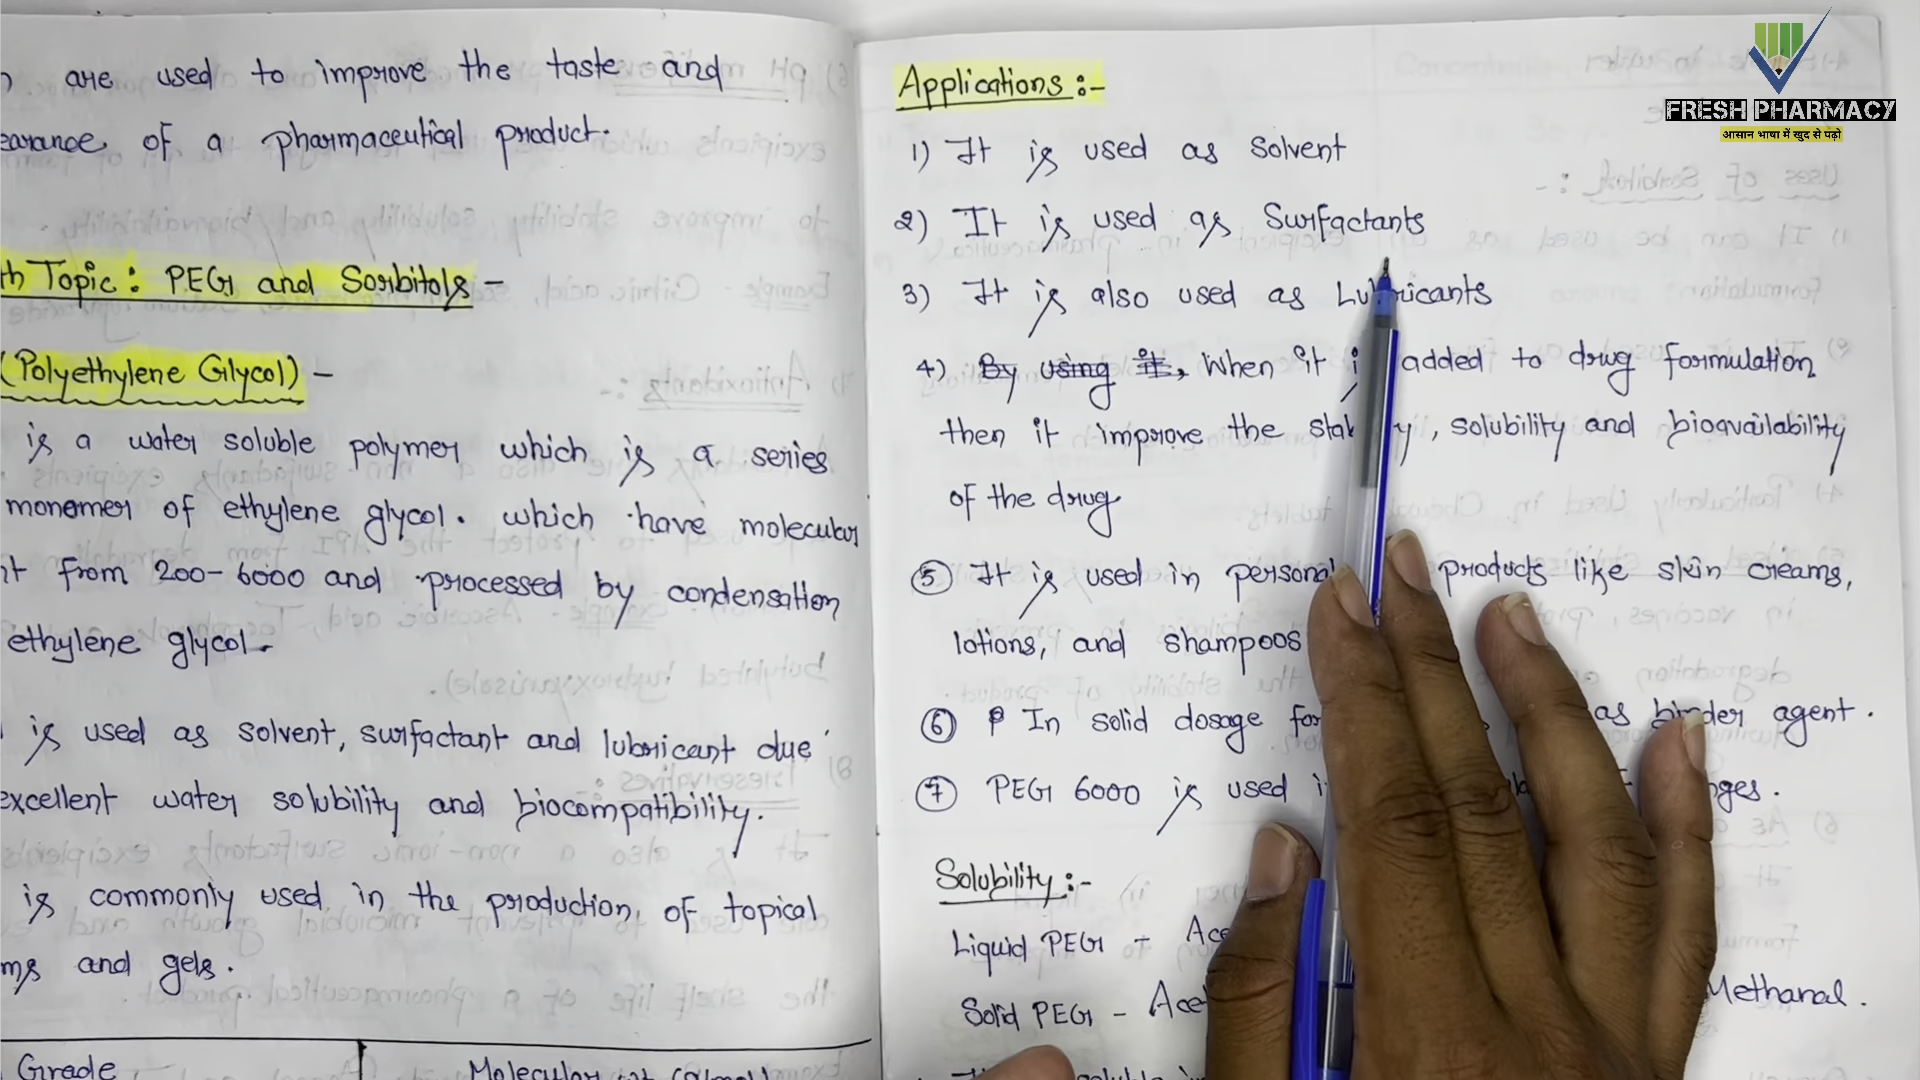 are used to improve the taste and
of a pharmaceutical product.
Topic: PEG and Sorbitols -
(Polyethylene Glycol) -
is a water soluble polymer which is a series
monomer of ethylene glycol. which have molecular
from 200-6000 and processed by condensation
ethylene glycol.
is used as solvent, surfactant and lubricant due
excellent water solubility and biocompatibility.
is commonly used in the production of topical
and gels.
Grade
Applications :-
1) It is used as solvent
2) It is used as Surfactants
3) It is also used as Lubricants
4) By using it, When it added to drug formulation
then it improve the , solubility and bioavailability
of the drug
5 It is used in personal products like skin creams,
lotions, and shampoos
6 In solid dosage as binder agent.
7 PEG 6000 is used
Solubility :-
Liquid PEG -
Solid PEG - Methanal.
FRESH PHARMACY
आसान भाषा में खुद से पढ़ो